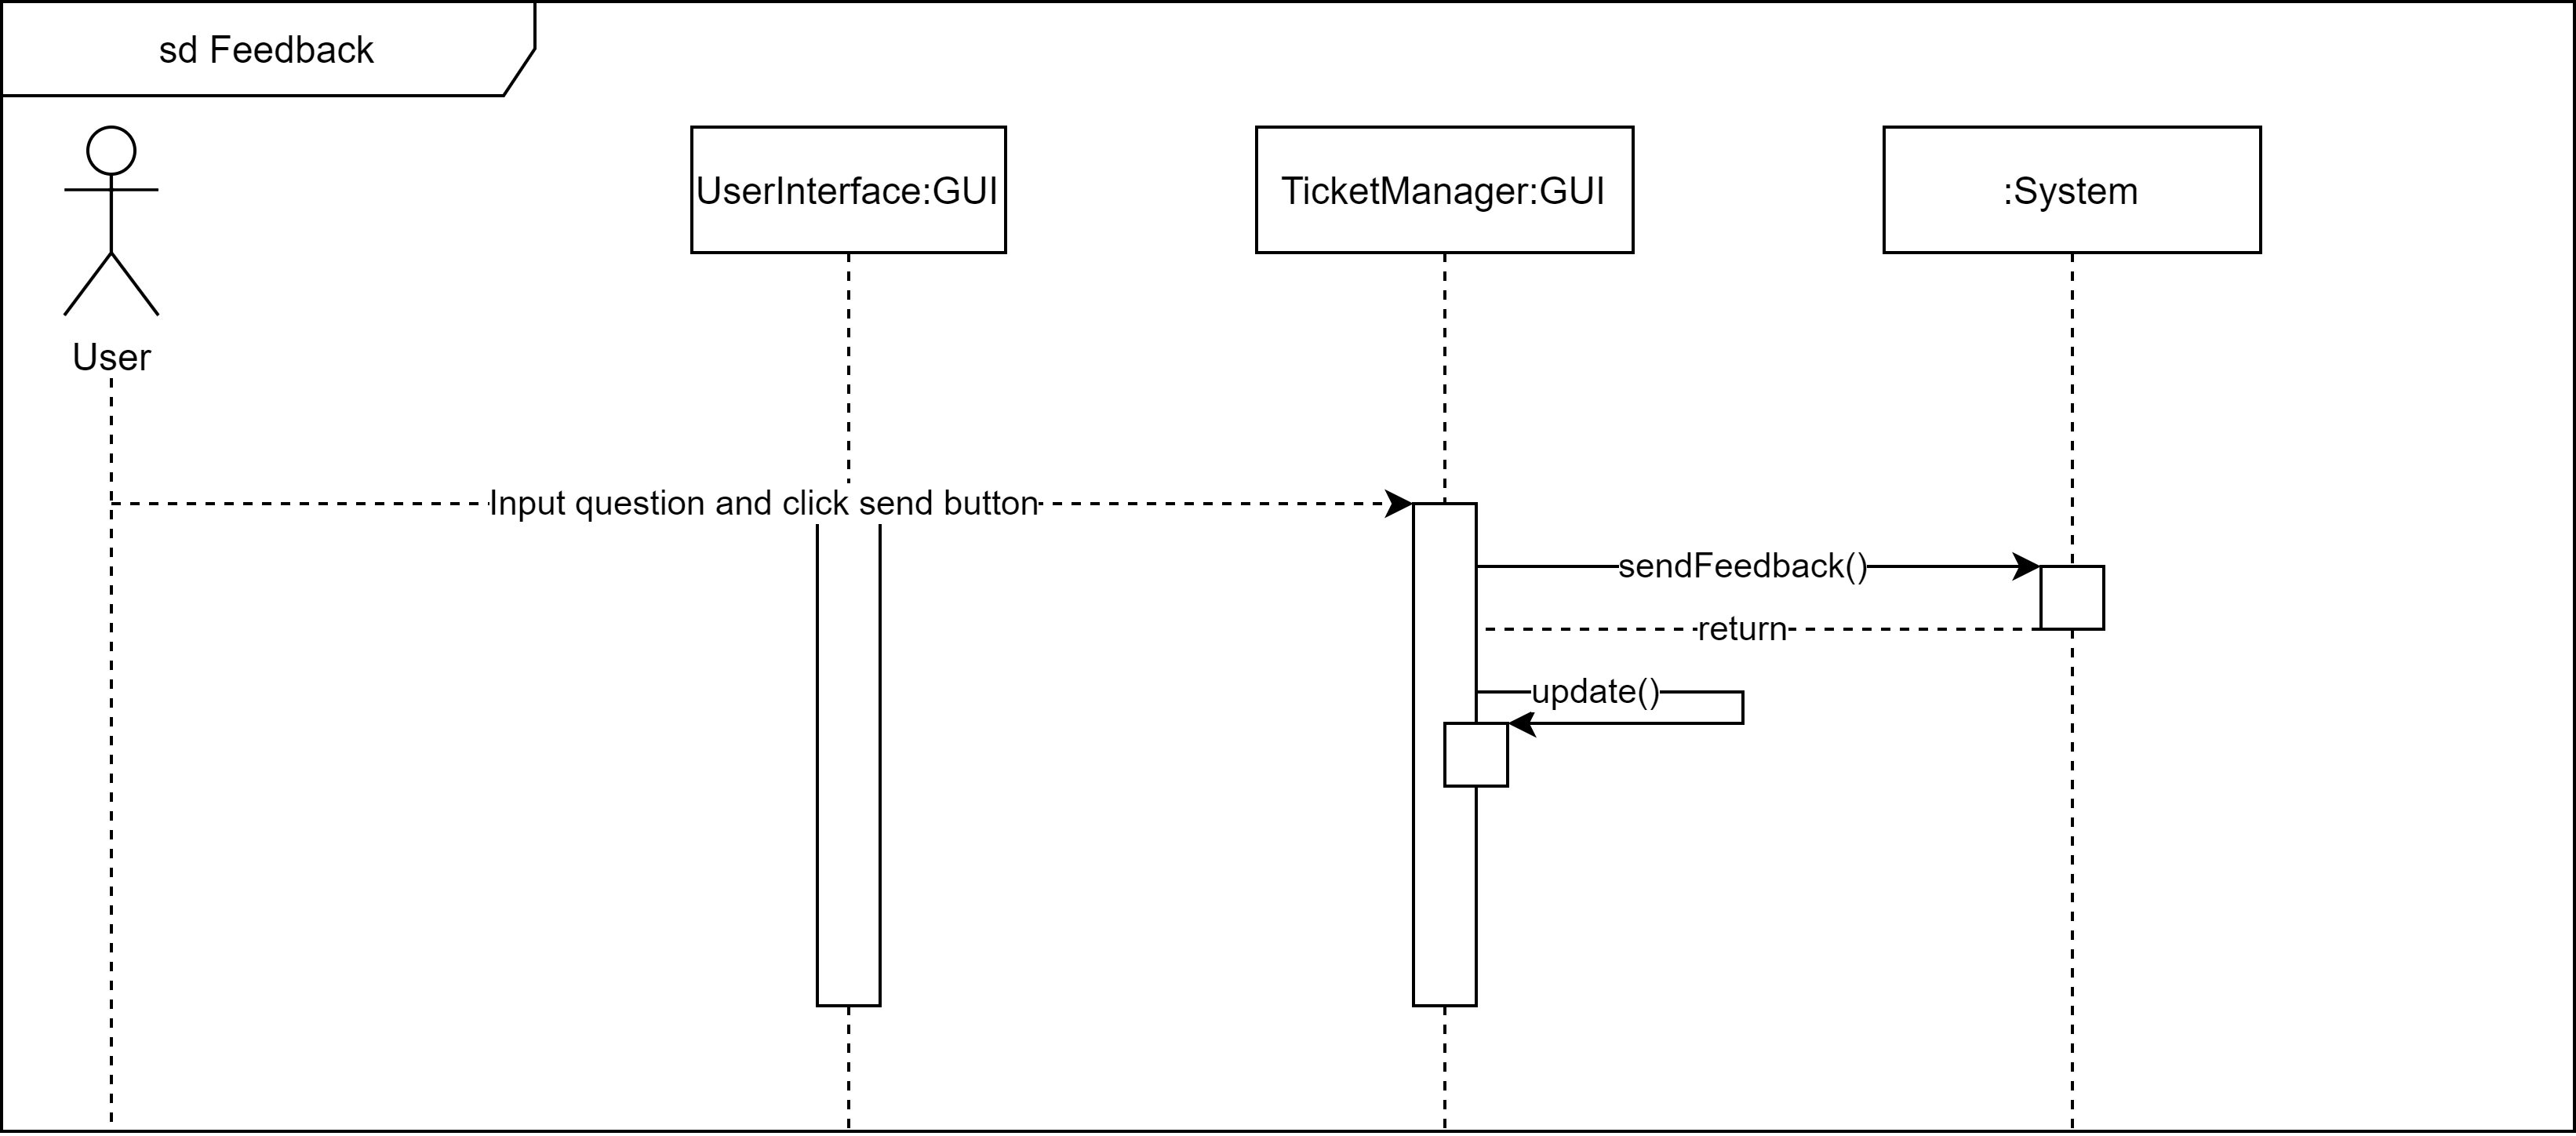 sd Feedback
UserInterface:GUI
TicketManager:GUI
:System
User
Input question and click send button
sendFeedback()
return
update()